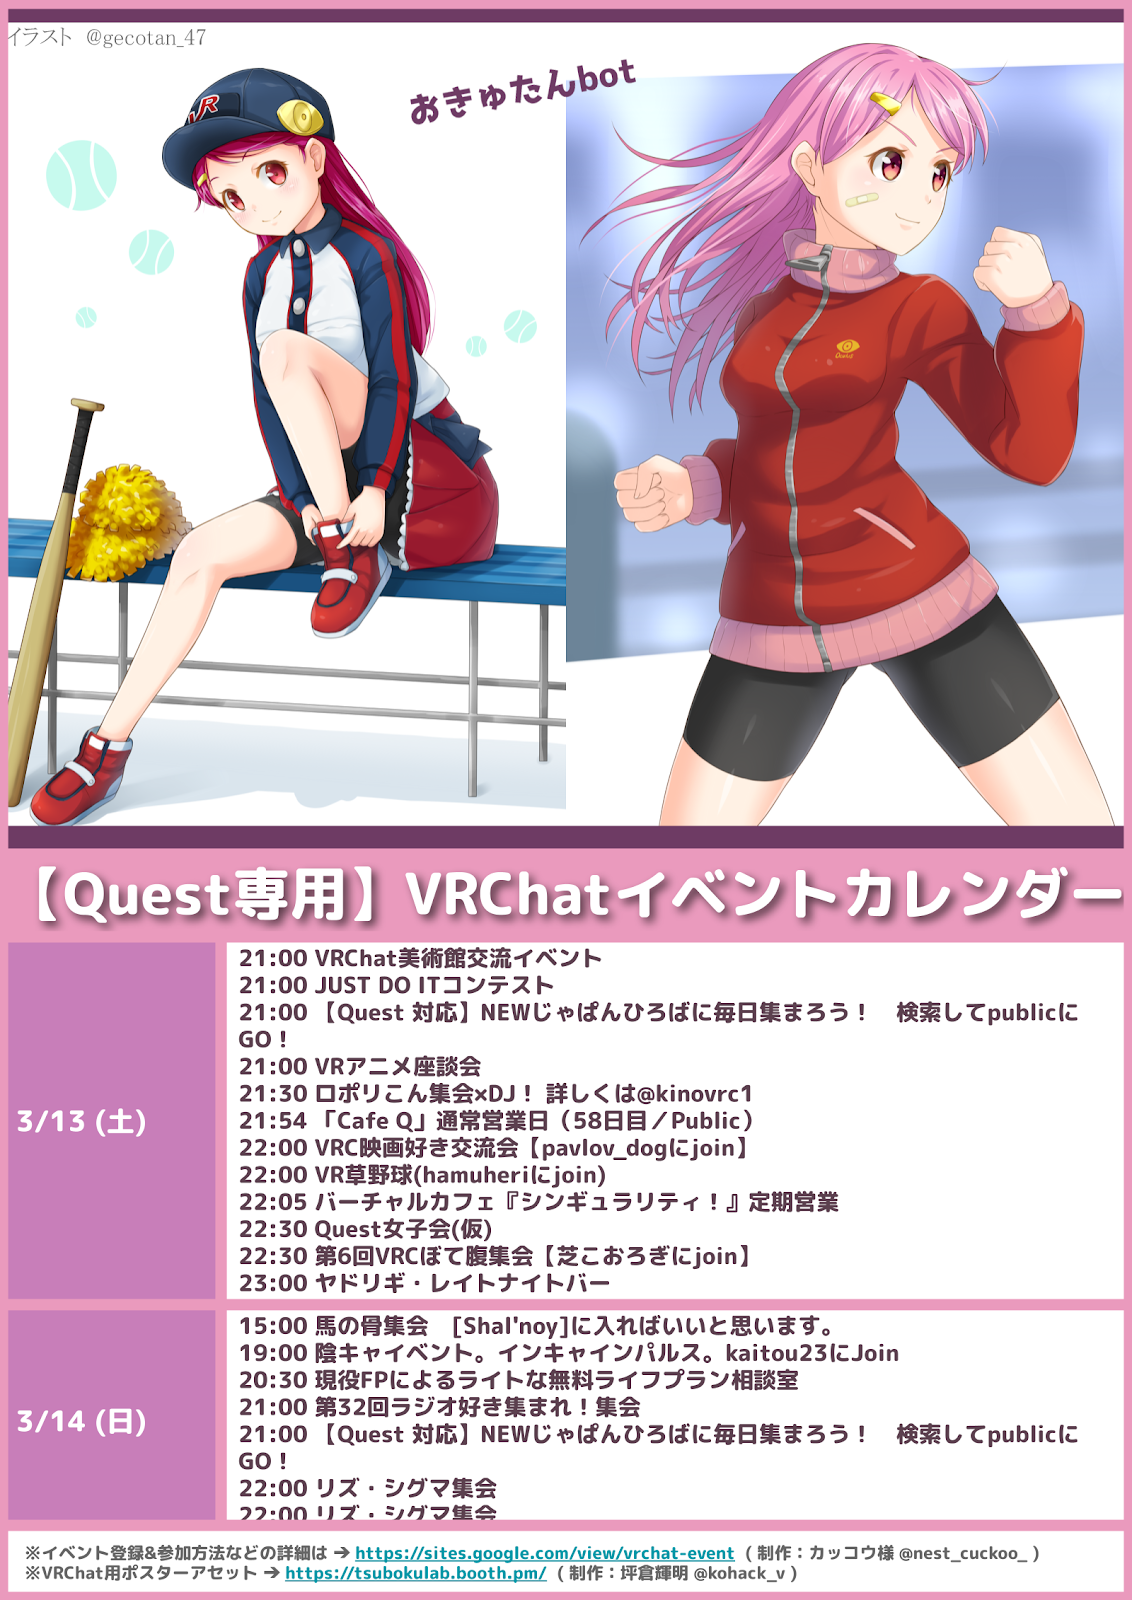 イラスト　@gecotan_47
おきゅたんbot
VR
Quest
【Quest専用】VRChatイベントカレンダー
3/13 (土)
21:00 VRChat美術館交流イベント
21:00 JUST DO ITコンテスト
21:00 【Quest 対応】NEWじゃぱんひろばに毎日集まろう！　検索してpublicに
GO！
21:00 VRアニメ座談会
21:30 ロポリこん集会×DJ！ 詳しくは@kinovrc1
21:54 「Cafe Q」通常営業日（58日目／Public）
22:00 VRC映画好き交流会【pavlov_dogにjoin】
22:00 VR草野球(hamuheriにjoin)
22:05 バーチャルカフェ『シンギュラリティ！』定期営業
22:30 Quest女子会(仮)
22:30 第6回VRCぽて腹集会【芝こおろぎにjoin】
23:00 ヤドリギ・レイトナイトバー
3/14 (日)
15:00 馬の骨集会　[Shal'noy]に入ればいいと思います。
19:00 陰キャイベント。インキャインパルス。kaitou23にJoin
20:30 現役FPによるライトな無料ライフプラン相談室
21:00 第32回ラジオ好き集まれ！集会
21:00 【Quest 対応】NEWじゃぱんひろばに毎日集まろう！　検索してpublicに
GO！
22:00 リズ・シグマ集会
22:00 リズ・シグマ集会
※イベント登録&参加方法などの詳細は → https://sites.google.com/view/vrchat-event （ 制作：カッコウ様 @nest_cuckoo_ ）
※VRChat用ポスターアセット → https://tsubokulab.booth.pm/ （ 制作：坪倉輝明 @kohack_v ）